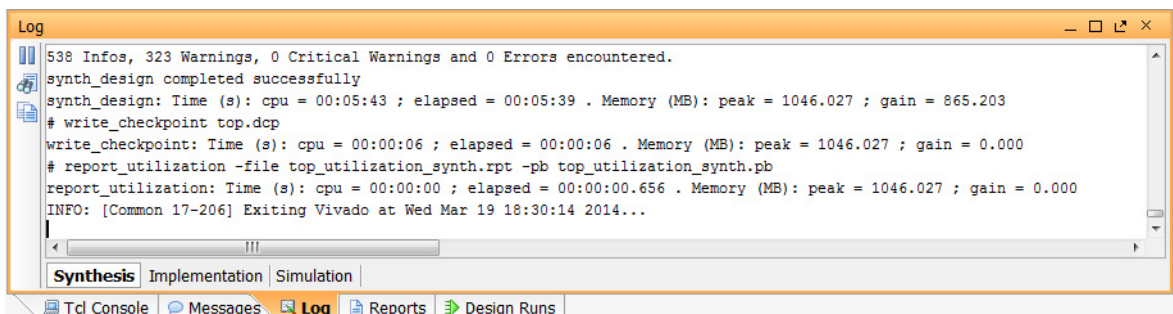 Log
538 Infos, 323 Warnings, 0 Critical Warnings and 0 Errors encountered.
synth_design completed successfully
synth_design: Time (s): cpu = 00:05:43 ; elapsed = 00:05:39 . Memory (MB): peak = 1046.027 ; gain = 865.203
# write_checkpoint top.dcp
write_checkpoint: Time (s): cpu = 00:00:06 ; elapsed = 00:00:06 . Memory (MB): peak = 1046.027 ; gain = 0.000
# report_utilization -file top_utilization_synth.rpt -pb top_utilization_synth.pb
report_utilization: Time (s): cpu = 00:00:00 ; elapsed = 00:00:00.656 . Memory (MB): peak = 1046.027 ; gain = 0.000
INFO: [Common 17-206] Exiting Vivado at Wed Mar 19 18:30:14 2014...
Synthesis Implementation Simulation
Tcl Console Messages Log Reports Design Runs